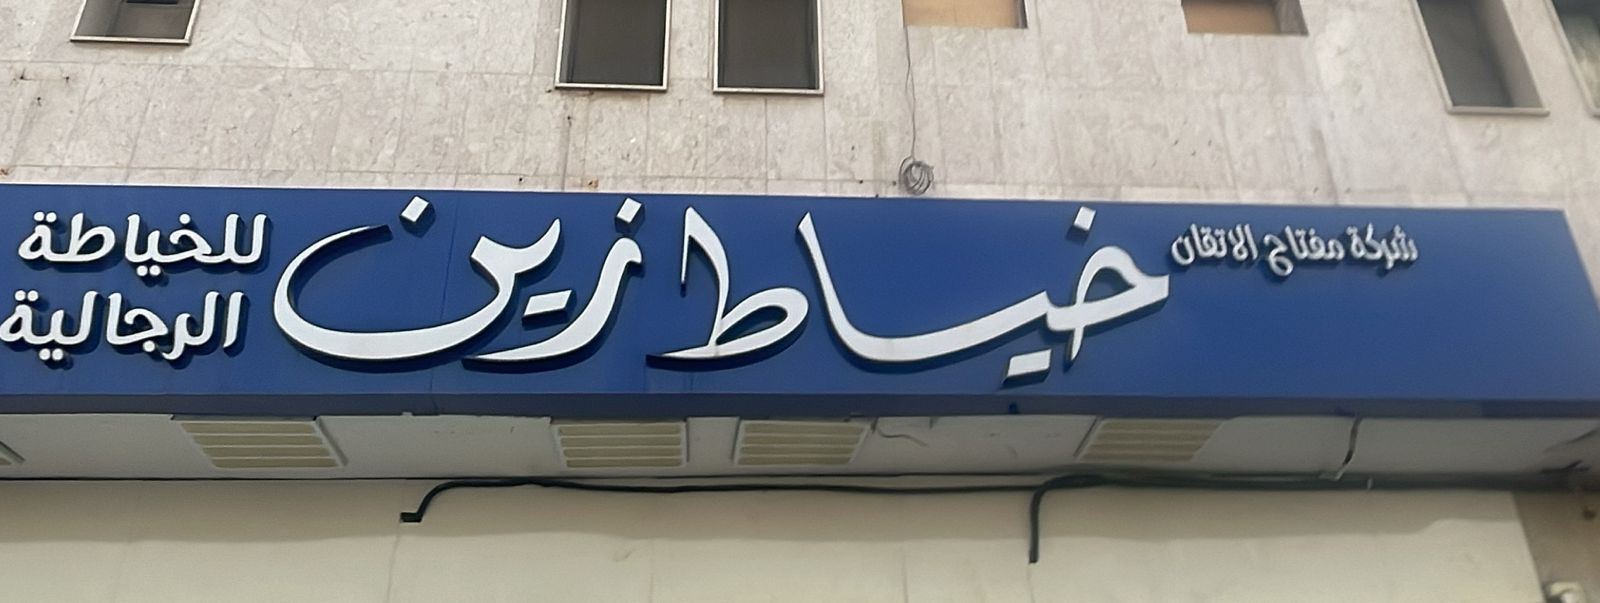 شركة مفتاح الاتقان
خياط زين
للخياطة
الرجالية